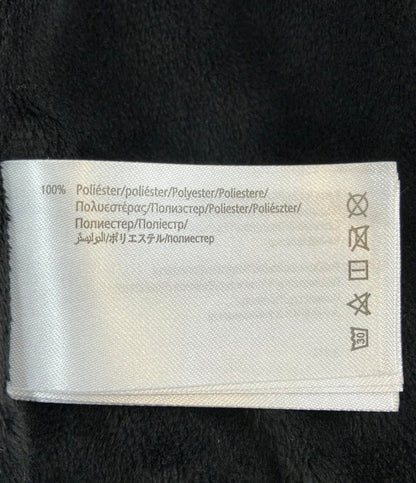 100% Poliéster/poliéster/Polyester/Poliestere/
Πολυεστέρας/Полиэстер/Poliester/Poliészter/
Полиестер/Поліестр/
البوليستر/ポリエステル/полиестер
30